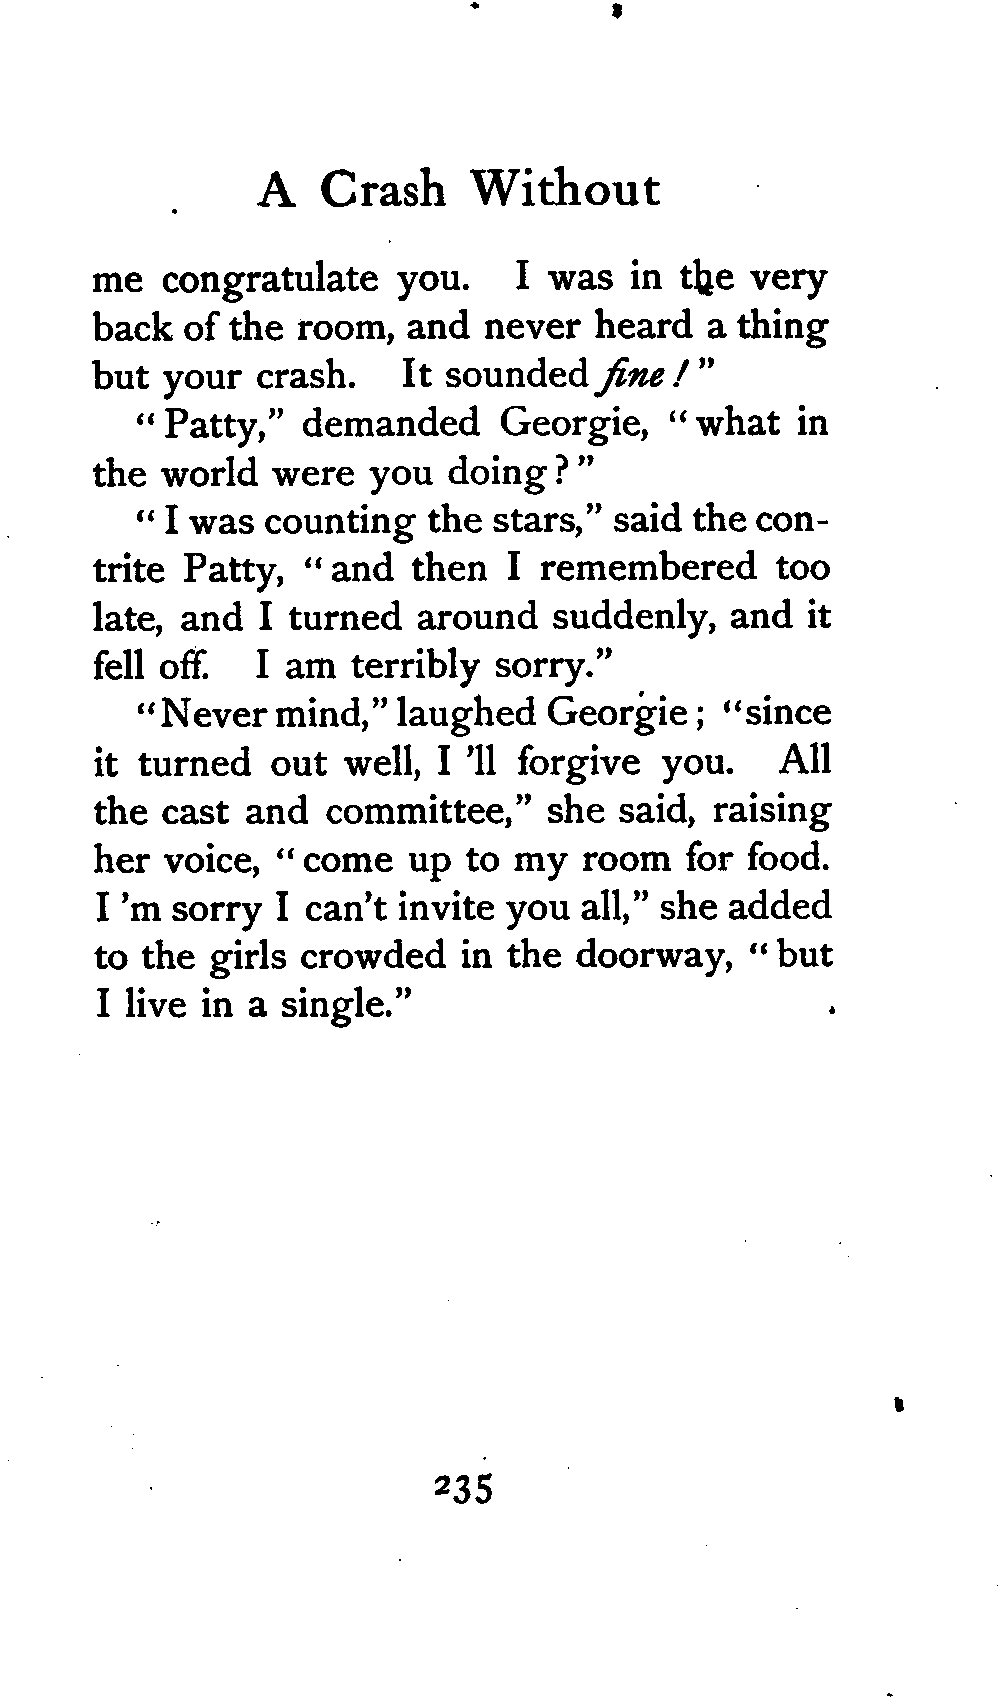 A Crash Without
me congratulate you. I was in the very
back of the room, and never heard a thing
but your crash. It sounded fine!"
"Patty," demanded Georgie, "what in
the world were you doing?"
"I was counting the stars," said the con-
trite Patty, "and then I remembered too
late, and I turned around suddenly, and it
fell off. I am terribly sorry."
"Never mind," laughed Georgie; "since
it turned out well, I 'll forgive you. All
the cast and committee," she said, raising
her voice, "come up to my room for food.
I 'm sorry I can't invite you all," she added
to the girls crowded in the doorway, "but
I live in a single."
235